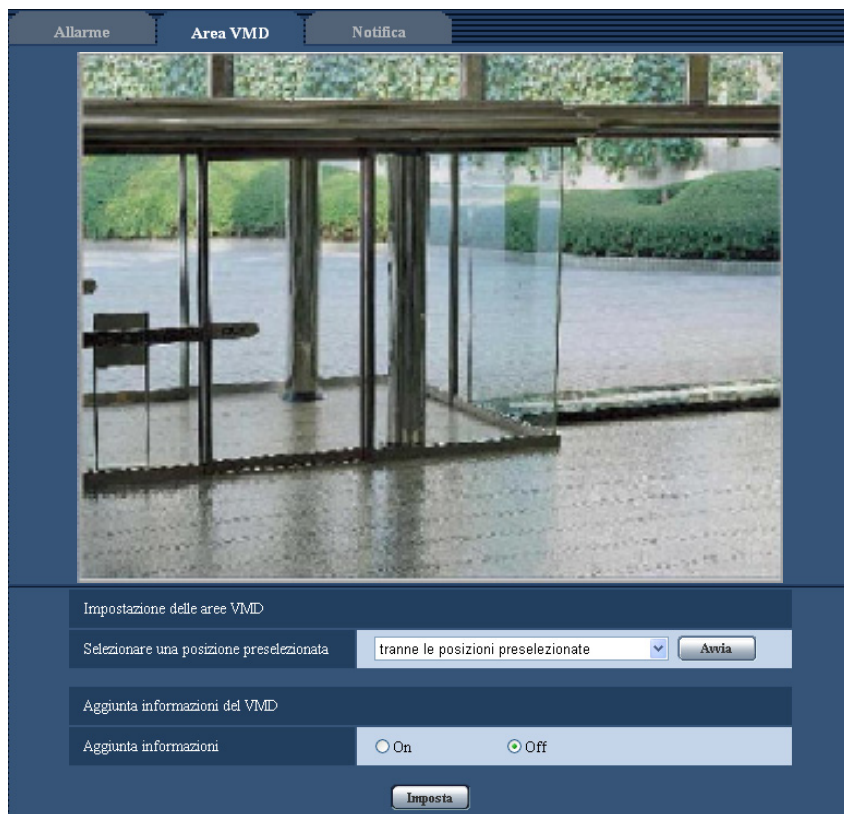 Allarme Area VMD Notifica
Impostazione delle aree VMD
Selezionare una posizione preselezionata tranne le posizioni preselezionate Avvia
Aggiunta informazioni del VMD
Aggiunta informazioni On Off
Imposta